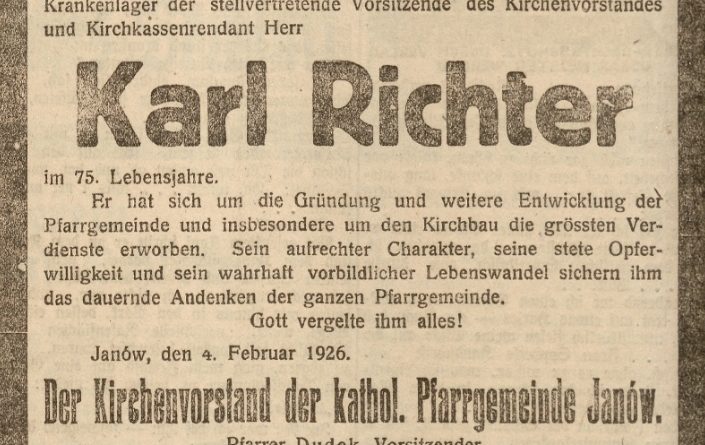 Krankenlager der stellvertretende Vorsitzende des Kirchenvorstandes
und Kirchkassenrendant Herr
Karl Richter
im 75. Lebensjahre.
Er hat sich um die Gründung und weitere Entwicklung der
Pfarrgemeinde und insbesondere um den Kirchbau die grössten Ver-
dienste erworben. Sein aufrechter Charakter, seine stete Opfer-
willigkeit und sein wahrhaft vorbildlicher Lebenswandel sichern ihm
das dauernde Andenken der ganzen Pfarrgemeinde.
Gott vergelte ihm alles!
Janów, den 4. Februar 1926.
Der Kirchenvorstand der kathol. Pfarrgemeinde Janów.
Pfarrer Dudek, Vorsitzender